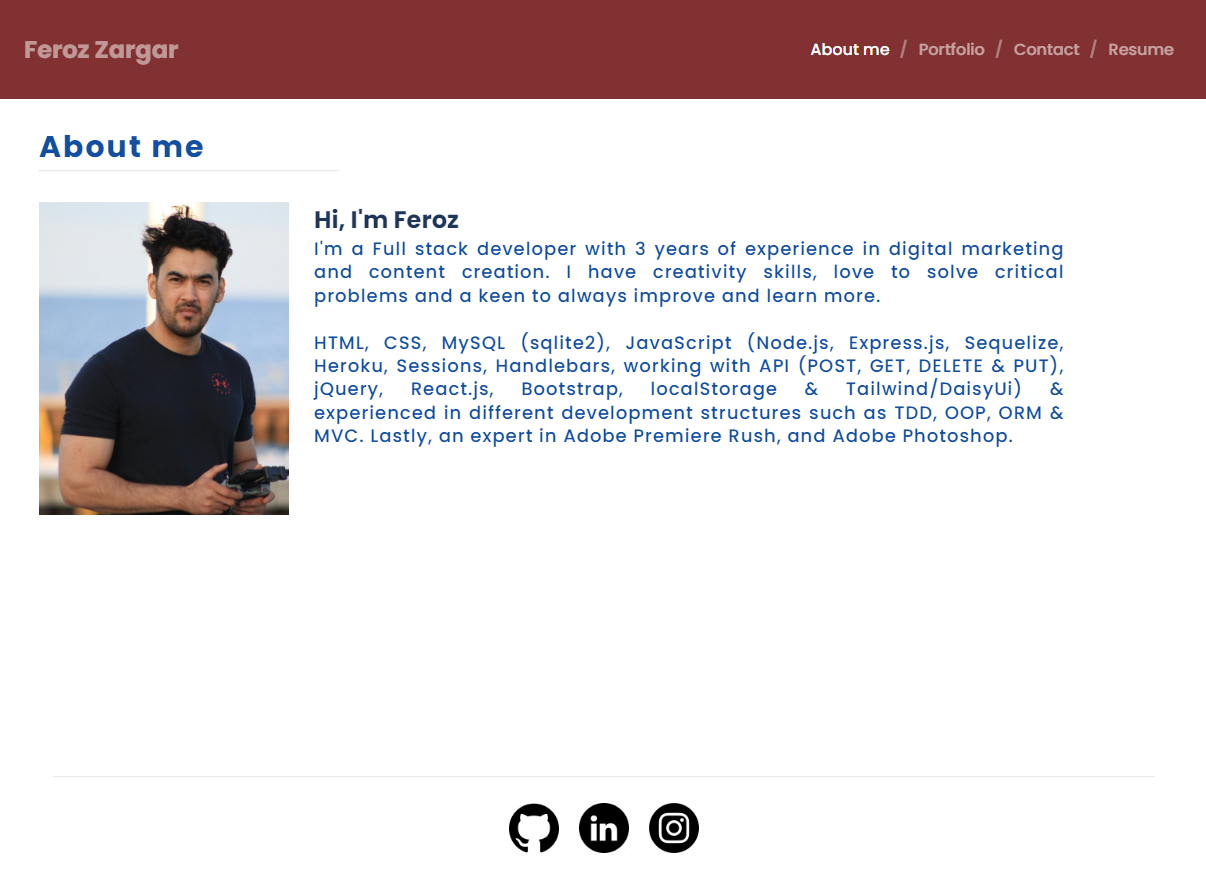 Feroz Zargar
About me / Portfolio / Contact / Resume
About me
Hi, I'm Feroz
I'm a Full stack developer with 3 years of experience in digital marketing
and content creation. I have creativity skills, love to solve critical
problems and a keen to always improve and learn more.
HTML, CSS, MySQL (sqlite2), JavaScript (Node.js, Express.js, Sequelize,
Heroku, Sessions, Handlebars, working with API (POST, GET, DELETE & PUT),
jQuery, React.js, Bootstrap, localStorage & Tailwind/DaisyUi) &
experienced in different development structures such as TDD, OOP, ORM &
MVC. Lastly, an expert in Adobe Premiere Rush, and Adobe Photoshop.
in